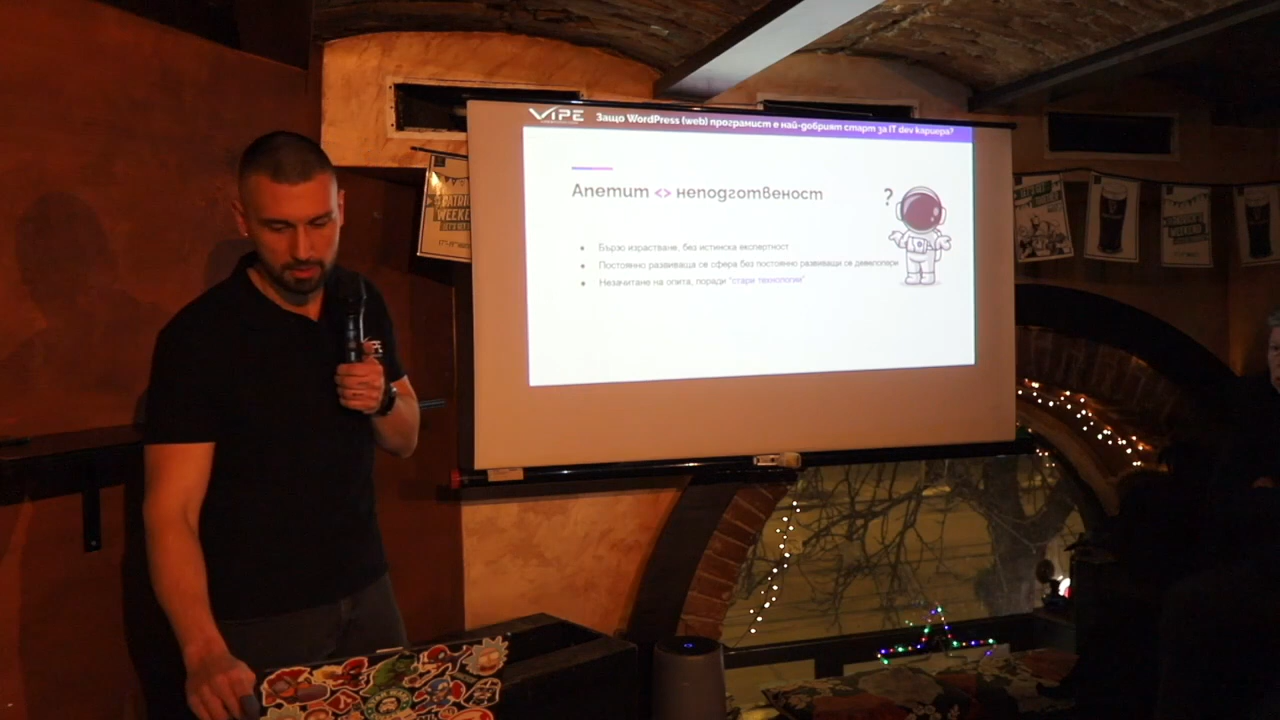 VIPE
Защо WordPress (web) програмист е най-добрият старт за IT dev кариера?
Апетит <> неподготвеност
?
Бързо израстване, без истинска експертност
Постоянно развиваща се сфера без постоянно развиващи се девелопери
Незачитане на опита, поради "стари технологии"
WEEKEND